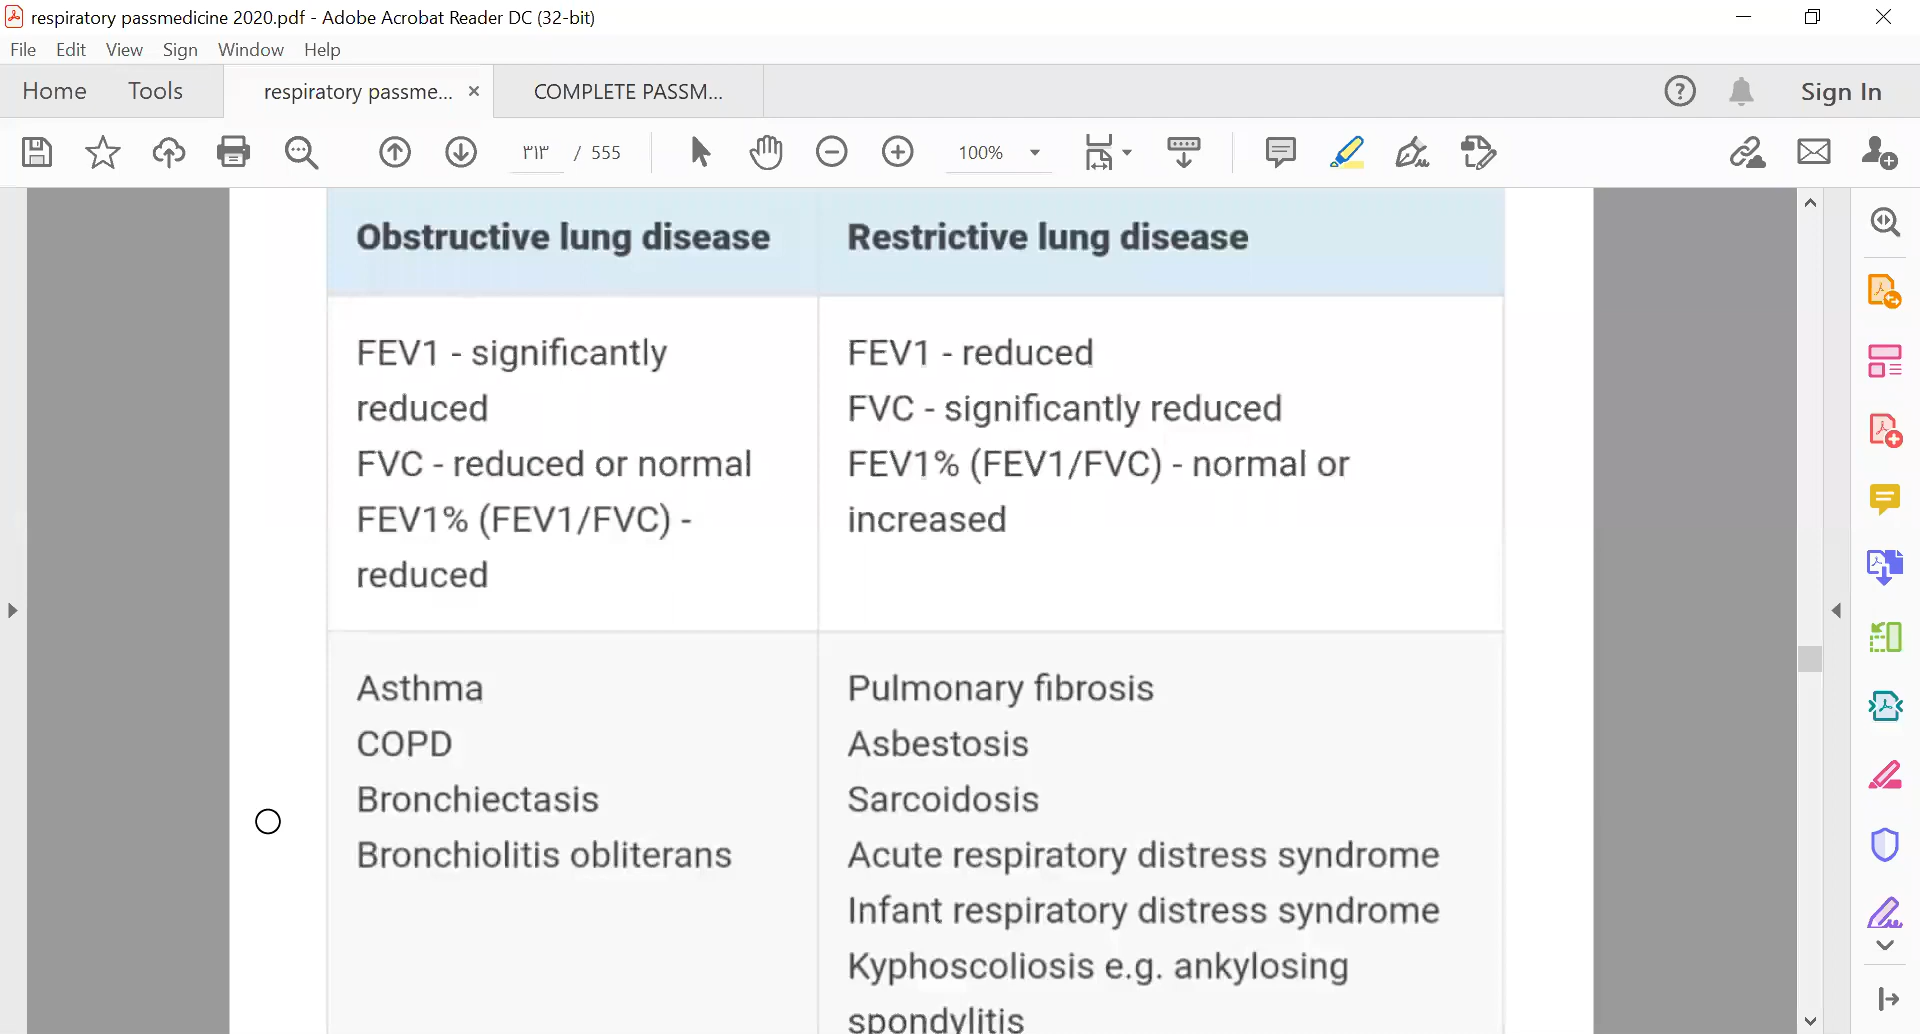 respiratory passmedicine 2020.pdf - Adobe Acrobat Reader DC (32-bit)
File Edit View Sign Window Help
Home Tools respiratory passme... × COMPLETE PASSM... Sign In
٣١٣ / 555 100%
Obstructive lung disease
FEV1 - significantly
reduced
FVC - reduced or normal
FEV1% (FEV1/FVC) -
reduced
Asthma
COPD
Bronchiectasis
Bronchiolitis obliterans
Restrictive lung disease
FEV1 - reduced
FVC - significantly reduced
FEV1% (FEV1/FVC) - normal or
increased
Pulmonary fibrosis
Asbestosis
Sarcoidosis
Acute respiratory distress syndrome
Infant respiratory distress syndrome
Kyphoscoliosis e.g. ankylosing
spondylitis